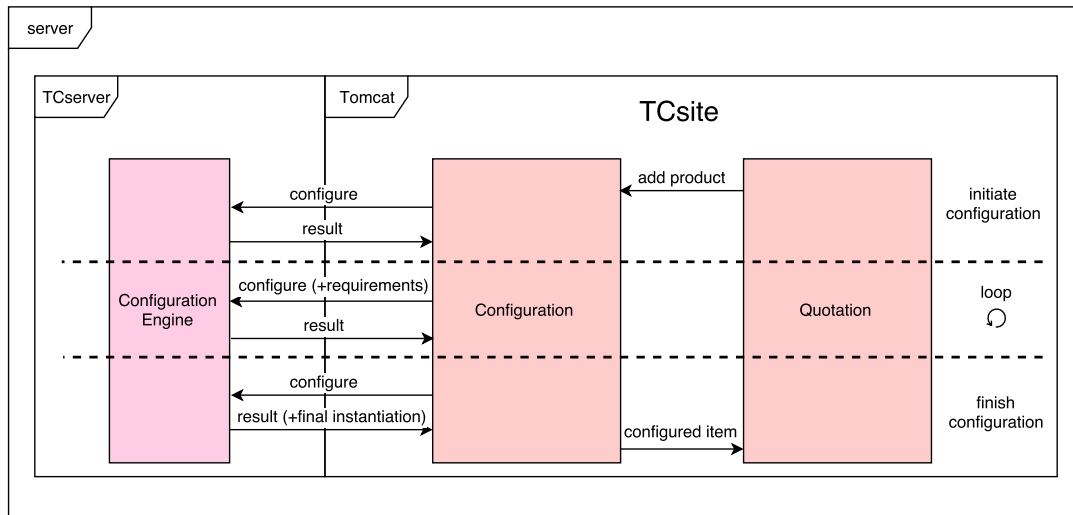 server
TCserver
Tomcat
TCsite
add product
configure
initiate
configuration
result
configure (+requirements)
loop
Configuration
Engine
Configuration
Quotation
result
configure
result (+final instantiation)
finish
configuration
configured item